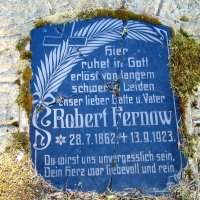 Hier
ruhet in Gott
erlöst von langem
schwerem Leiden
unser lieber Gatte u. Vater
Robert Fernow
✲ 28.7.1862 † 13.9.1923.
Du wirst uns unvergesslich sein,
Dein Herz war liebevoll und rein.